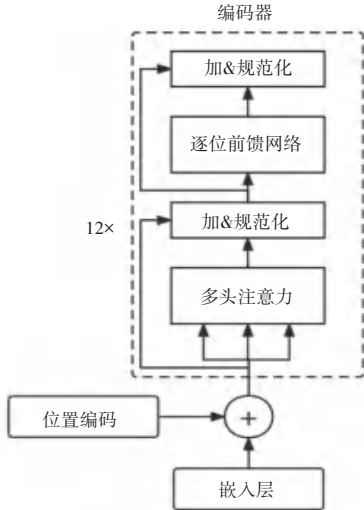 编码器
加&规范化
逐位前馈网络
12×
加&规范化
多头注意力
位置编码
+
嵌入层